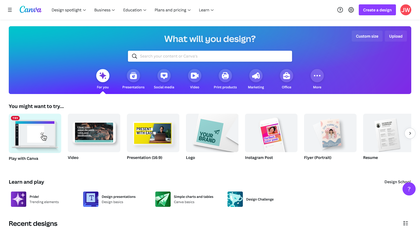 Canva
Design spotlight
Business
Education
Plans and pricing
Learn
Create a design
JW
What will you design?
Custom size
Upload
Search your content or Canva's
For you
Presentations
Social media
Video
Print products
Marketing
Office
More
You might want to try...
Play with Canva
Video
Presentation (16:9)
Logo
Instagram Post
Flyer (Portrait)
Resume
PRESENT WITH EASE
YOUR BRAND
Learn and play
Design School
Pride!
Trending elements
Design presentations
Design basics
Simple charts and tables
Canva basics
Design Challenge
Recent designs
?